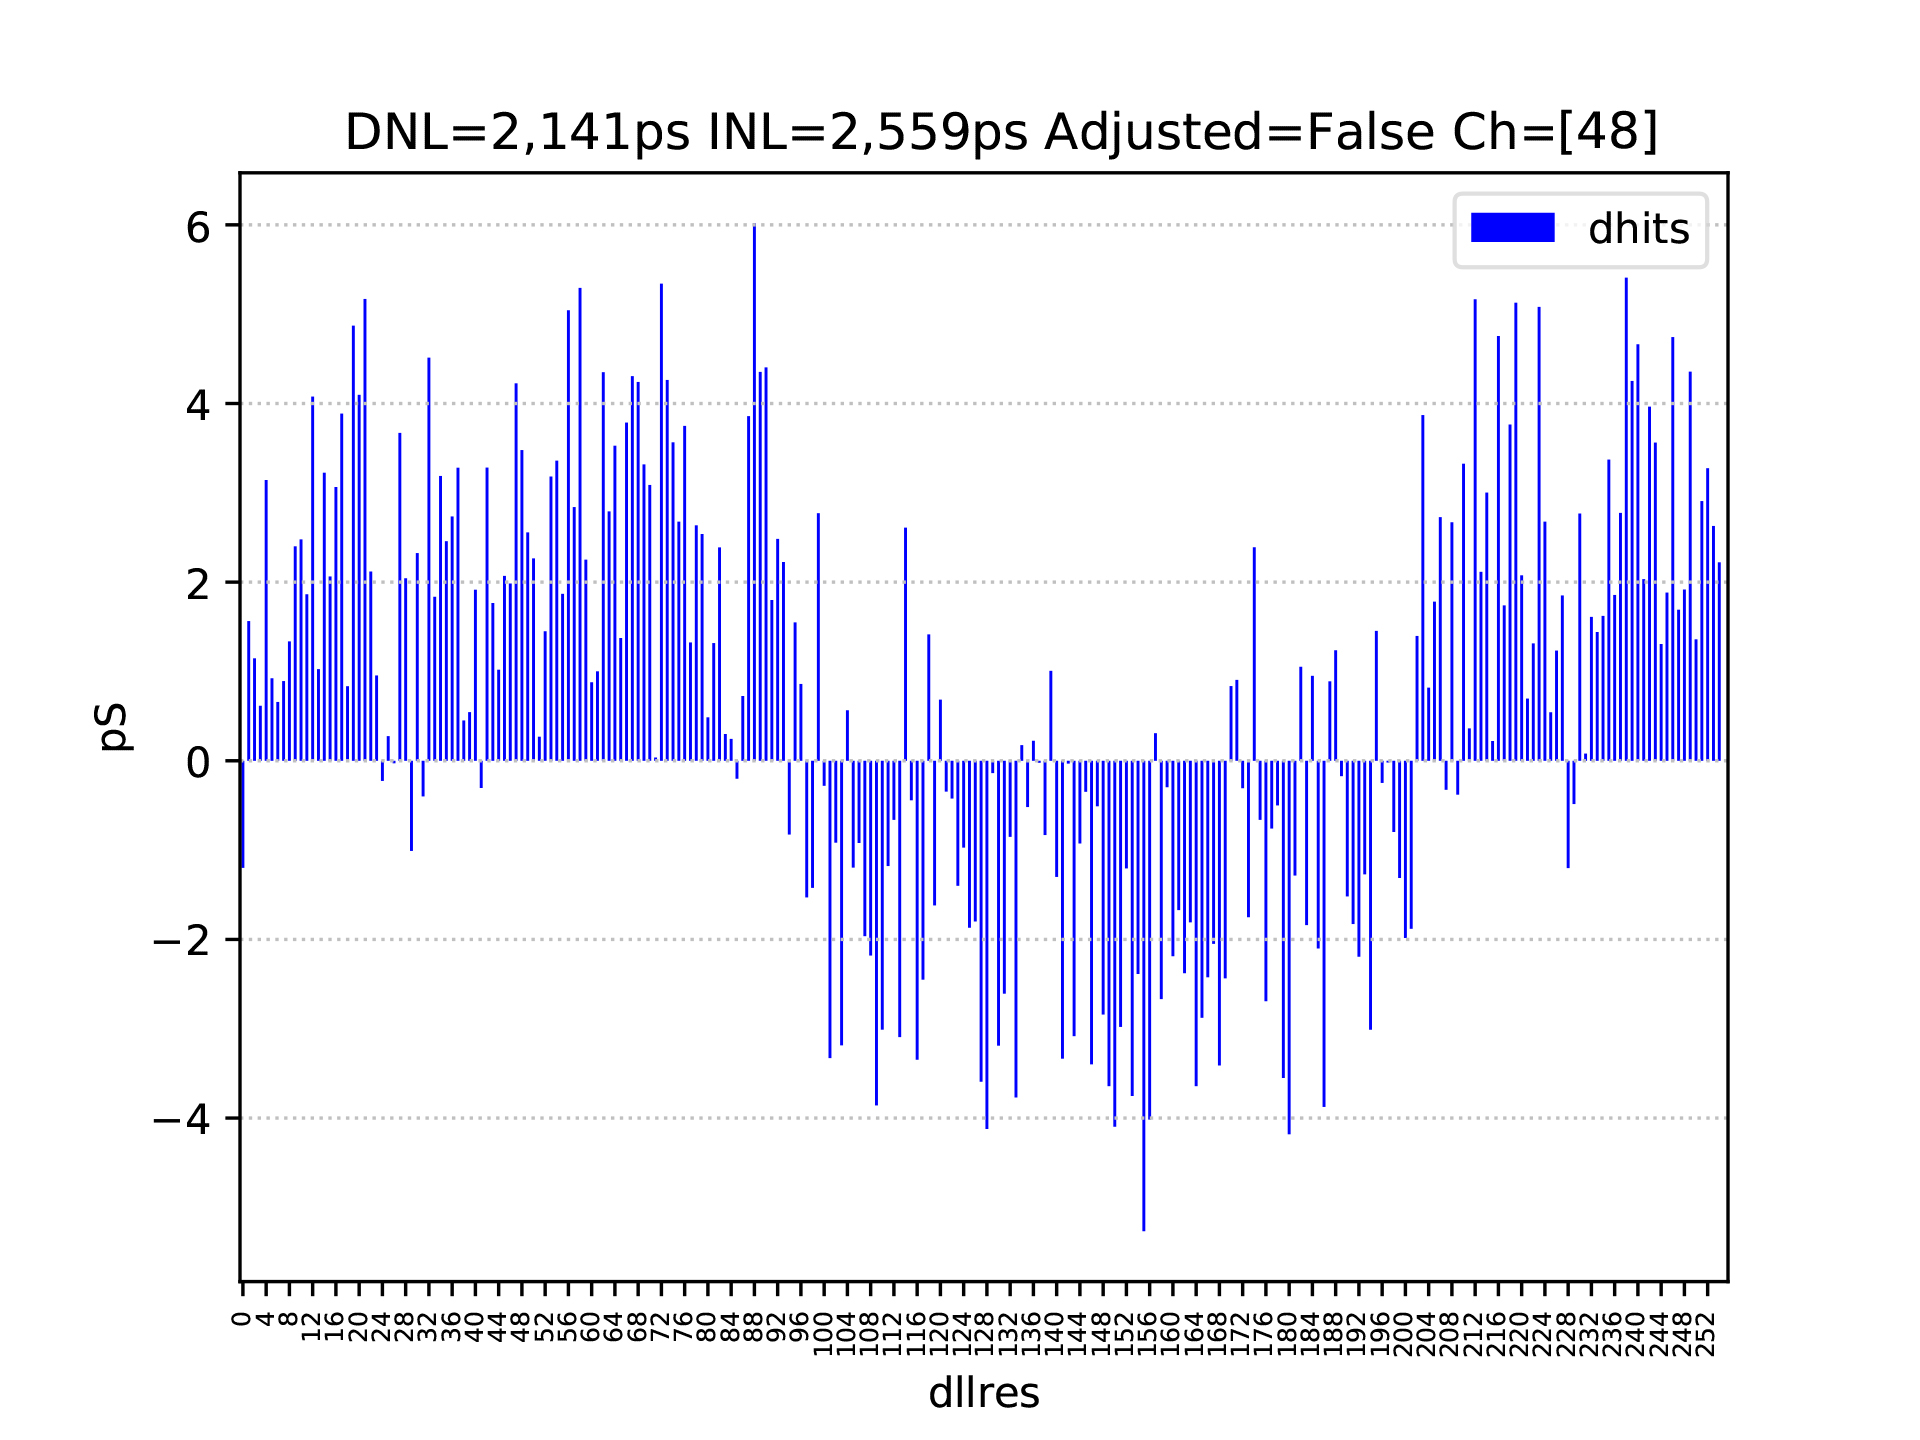 DNL=2,141ps INL=2,559ps Adjusted=False Ch=[48]
dhits
6
4
2
0
−2
−4
ps
0 4 8 12 16 20 24 28 32 36 40 44 48 52 56 60 64 68 72 76 80 84 88 92 96 100 104 108 112 116 120 124 128 132 136 140 144 148 152 156 160 164 168 172 176 180 184 188 192 196 200 204 208 212 216 220 224 228 232 236 240 244 248 252
dllres